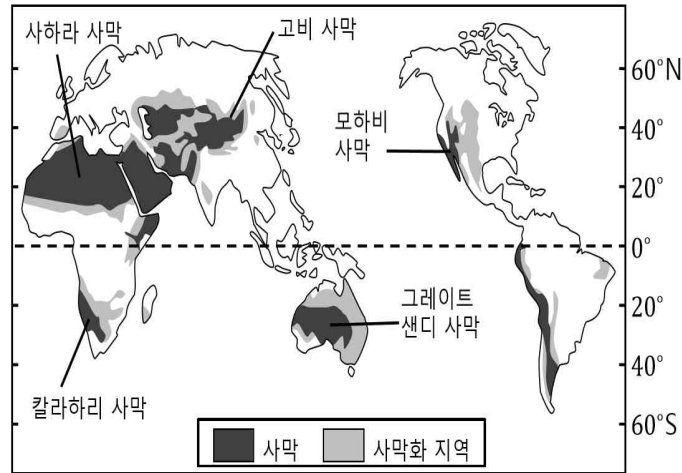 사하라 사막
고비 사막
60°N
모하비
사막
40°
20°
0°
그레이트
샌디 사막
20°
40°
칼라하리 사막
60°S
사막
사막화 지역